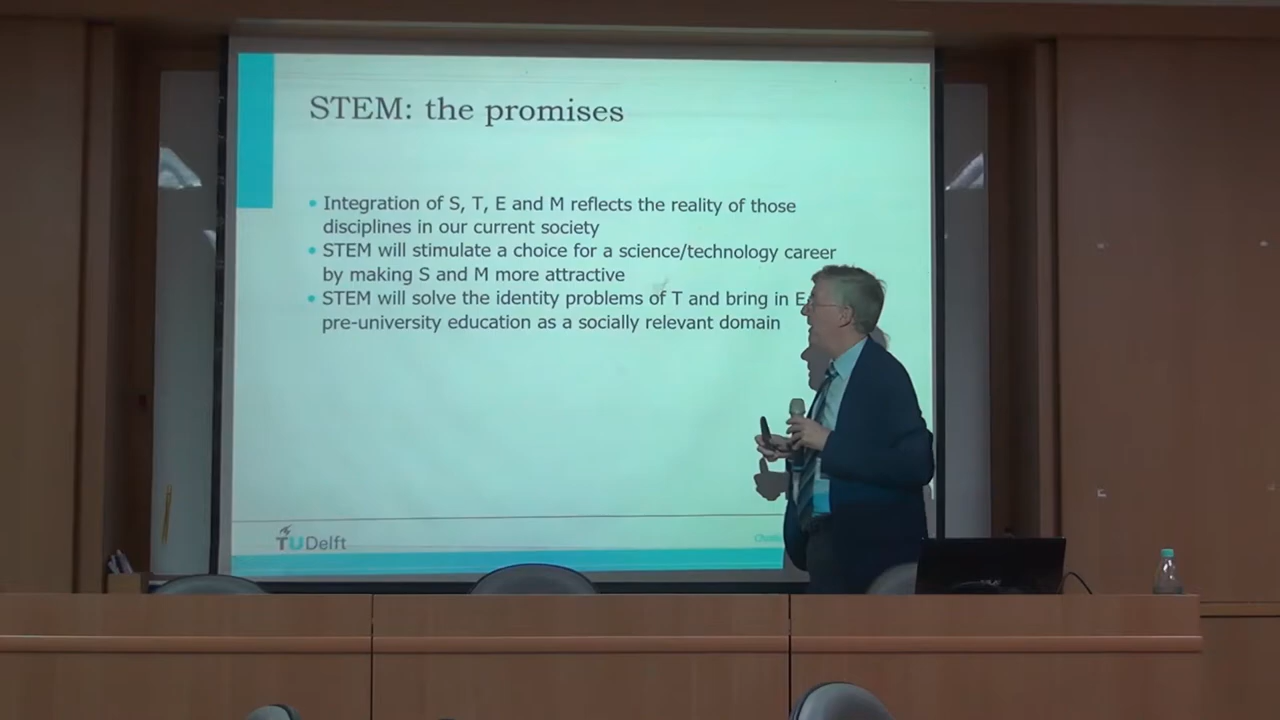 STEM: the promises
• Integration of S, T, E and M reflects the reality of those
disciplines in our current society
• STEM will stimulate a choice for a science/technology career
by making S and M more attractive
• STEM will solve the identity problems of T and bring in E
pre-university education as a socially relevant domain
TUDelft